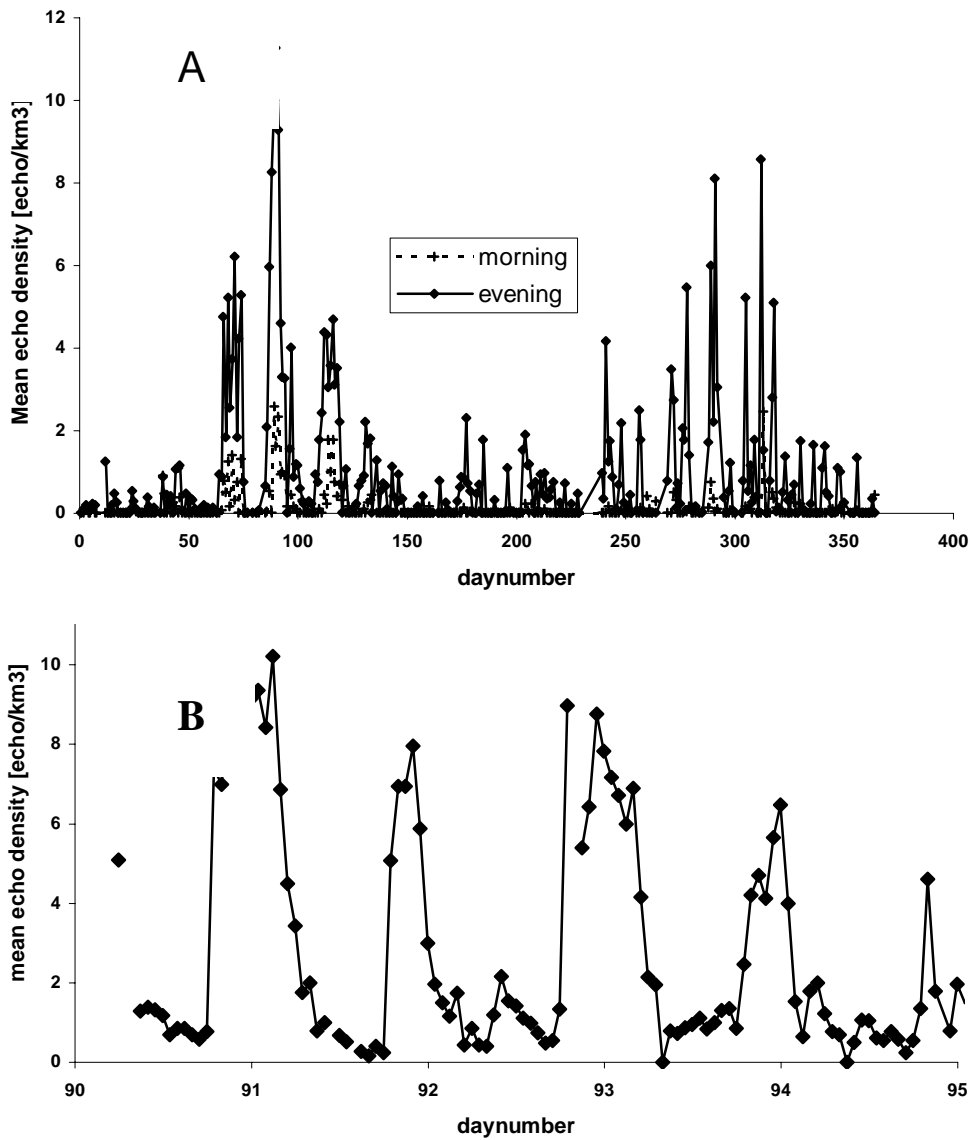 12
10
8
6
4
2
0
Mean echo density [echo/km3]
A
morning
evening
0 50 100 150 200 250 300 350 400
daynumber
10
8
6
4
2
0
mean echo density [echo/km3]
B
90 91 92 93 94 95
daynumber